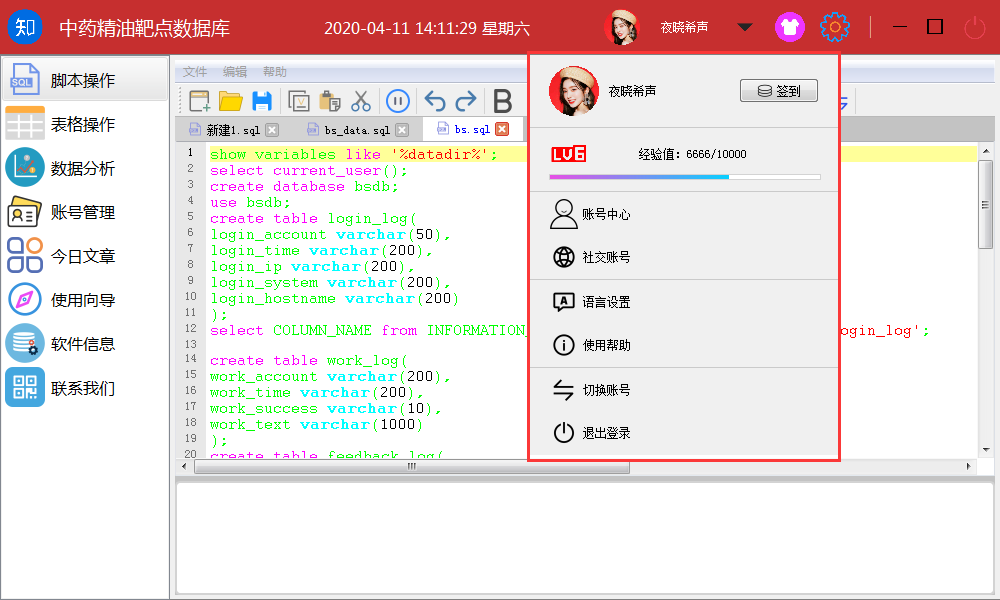 知 中药精油靶点数据库 2020-04-11 14:11:29 星期六 夜晓希声
脚本操作
表格操作
数据分析
账号管理
今日文章
使用向导
软件信息
联系我们
文件 编辑 帮助
B
新建1.sql bs_data.sql bs.sql
1 show variables like '%datadir%';
2 select current_user();
3 create database bsdb;
4 use bsdb;
5 create table login_log(
6 login_account varchar(50),
7 login_time varchar(200),
8 login_ip varchar(200),
9 login_system varchar(200),
10 login_hostname varchar(200)
11 );
12 select COLUMN_NAME from INFORMATION_ ogin_log';
13
14 create table work_log(
15 work_account varchar(200),
16 work_time varchar(200),
17 work_success varchar(10),
18 work_text varchar(1000)
19 );
20 create table feedback_log(
夜晓希声 签到
LV6 经验值: 6666/10000
账号中心
社交账号
语言设置
使用帮助
切换账号
退出登录